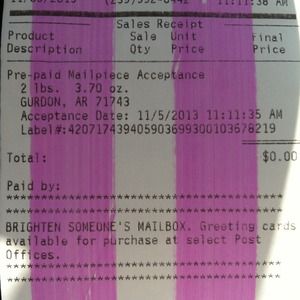 Sales Receipt
Product Sale Unit Final
Description Qty Price Price
Pre-paid Mailpiece Acceptance
2 lbs. 3.70 oz.
GURDON, AR 71743
Acceptance Date: 11/5/2013 11:11:35 AM
Label#:420717439405903699300103678219
Total: $0.00
Paid by:
BRIGHTEN SOMEONE'S MAILBOX. Greeting cards
available for purchase at select Post
Offices.